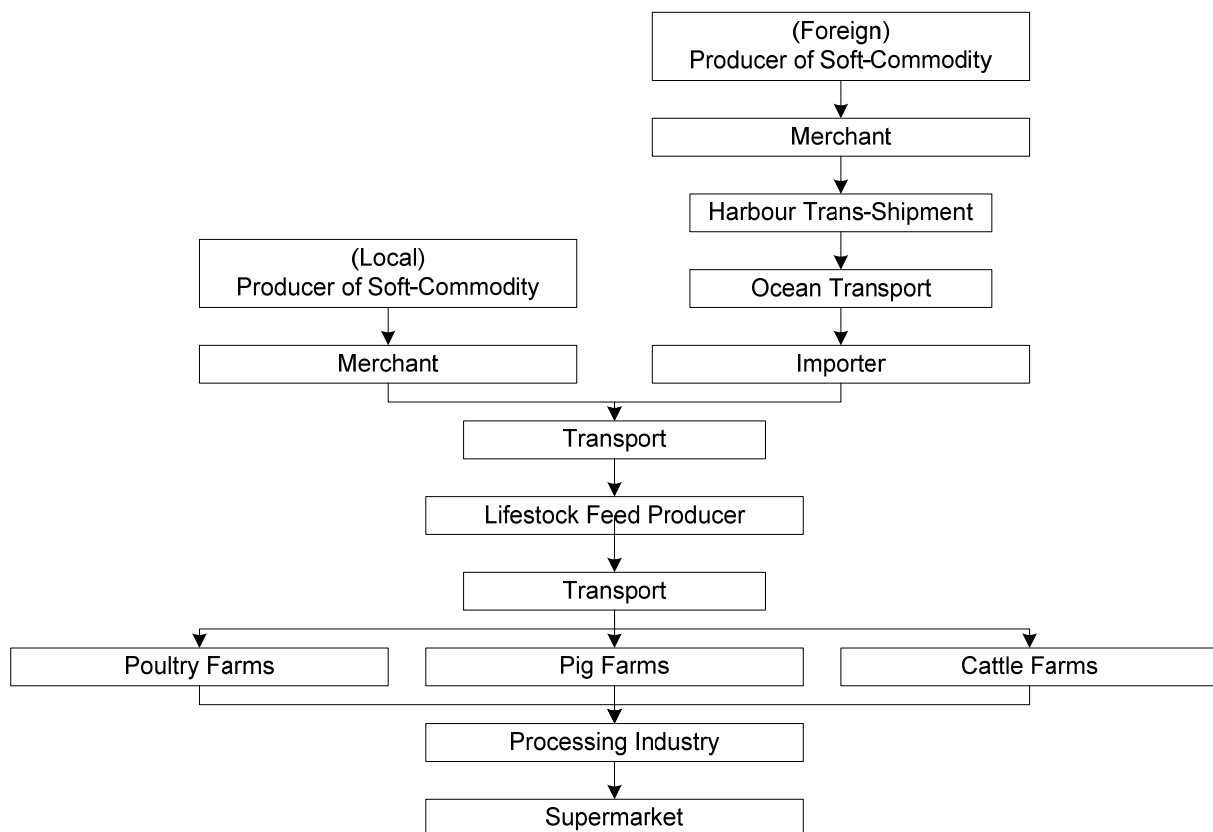 (Foreign)
Producer of Soft-Commodity
Merchant
Harbour Trans-Shipment
(Local)
Producer of Soft-Commodity
Ocean Transport
Merchant
Importer
Transport
Lifestock Feed Producer
Transport
Poultry Farms
Pig Farms
Cattle Farms
Processing Industry
Supermarket